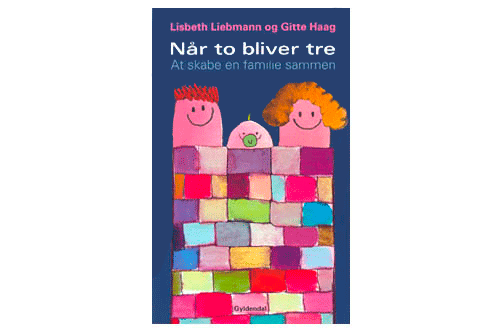 Lisbeth Liebmann og Gitte Haag
Når to bliver tre
At skabe en familie sammen
Gyldendal